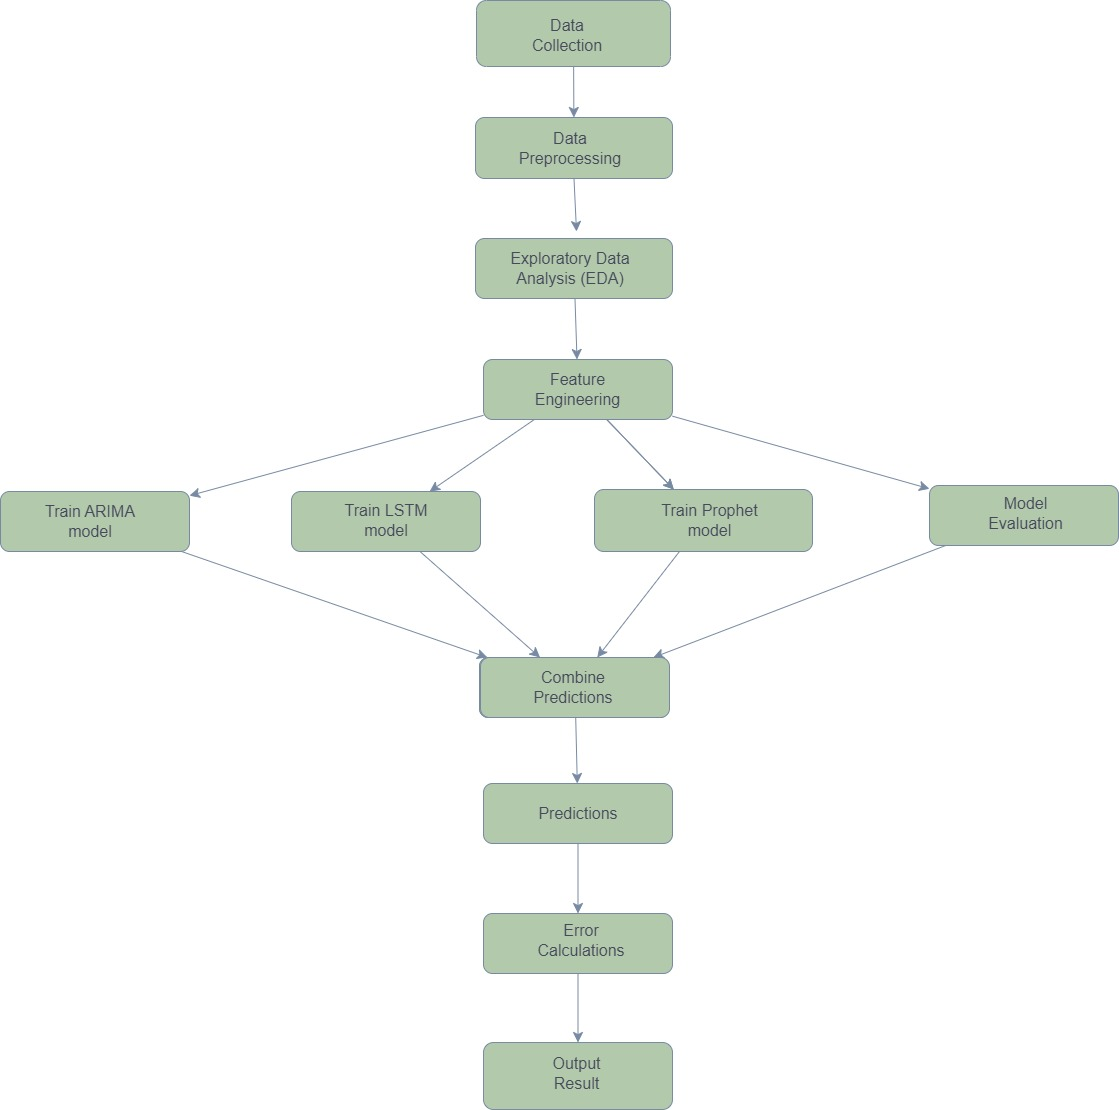 Data
Collection
Data
Preprocessing
Exploratory Data
Analysis (EDA)
Feature
Engineering
Train ARIMA
model
Train LSTM
model
Train Prophet
model
Model
Evaluation
Combine
Predictions
Predictions
Error
Calculations
Output
Result